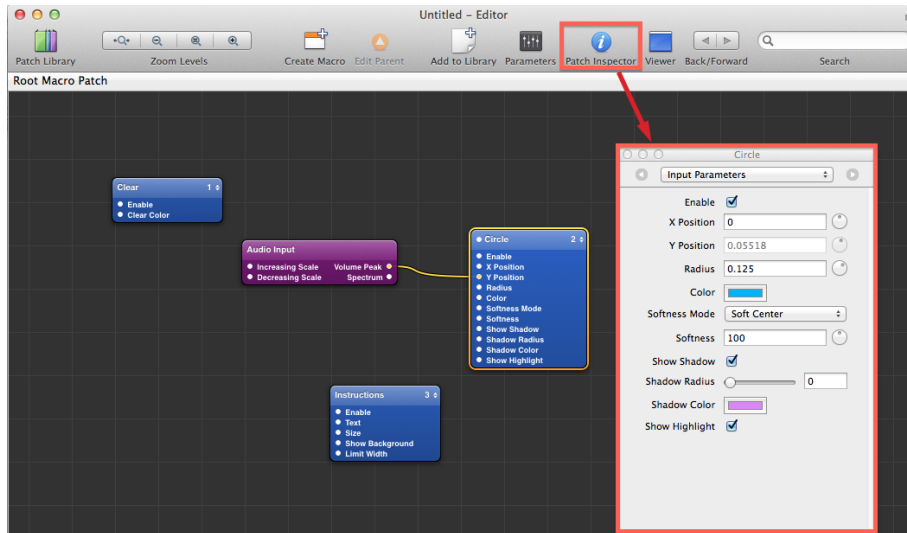 Untitled – Editor
Patch Library
Zoom Levels
Create Macro
Edit Parent
Add to Library
Parameters
Patch Inspector
Viewer
Back/Forward
Search
Root Macro Patch
Clear 1
Enable
Clear Color
Audio Input
Increasing Scale Volume Peak
Decreasing Scale Spectrum
Circle 2
Enable
X Position
Y Position
Radius
Color
Softness Mode
Softness
Show Shadow
Shadow Radius
Shadow Color
Show Highlight
Instructions 3
Enable
Text
Size
Show Background
Limit Width
Circle
Input Parameters
Enable
X Position 0
Y Position 0.05518
Radius 0.125
Color
Softness Mode Soft Center
Softness 100
Show Shadow
Shadow Radius 0
Shadow Color
Show Highlight